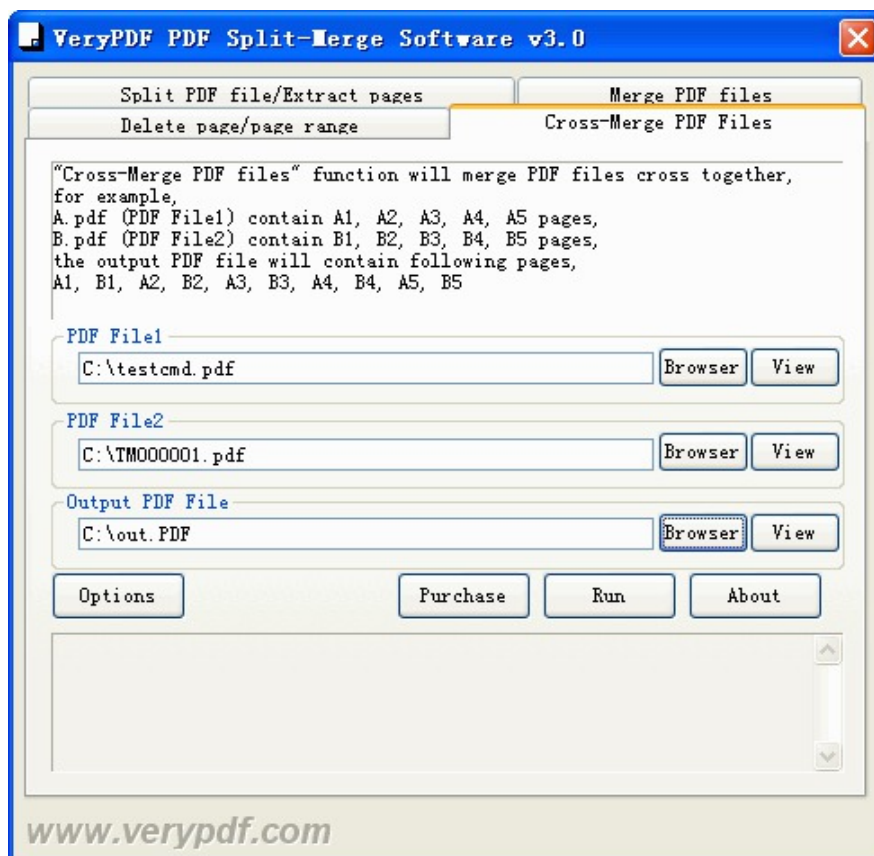 VeryPDF PDF Split-Merge Software v3.0
Split PDF file/Extract pages
Merge PDF files
Delete page/page range
Cross-Merge PDF Files
"Cross-Merge PDF files" function will merge PDF files cross together,
for example,
A.pdf (PDF File1) contain A1, A2, A3, A4, A5 pages,
B.pdf (PDF File2) contain B1, B2, B3, B4, B5 pages,
the output PDF file will contain following pages,
A1, B1, A2, B2, A3, B3, A4, B4, A5, B5
PDF File1
C:\testcmd.pdf
Browser
View
PDF File2
C:\TM000001.pdf
Browser
View
Output PDF File
C:\out.PDF
Browser
View
Options
Purchase
Run
About
www.verypdf.com